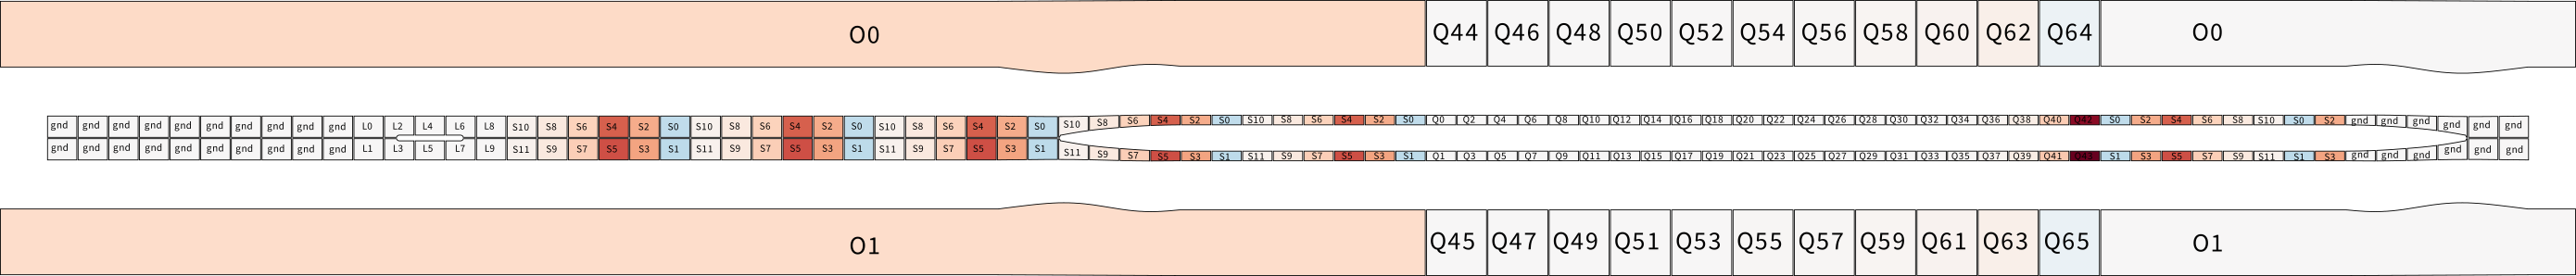 O0 Q44 Q46 Q48 Q50 Q52 Q54 Q56 Q58 Q60 Q62 Q64 O0
gnd gnd gnd gnd gnd gnd gnd gnd gnd gnd L0 L2 L4 L6 L8 S10 S8 S6 S4 S2 S0 S10 S8 S6 S4 S2 S0 S10 S8 S6 S4 S2 S0 S10 S8 S6 S4 S2 S0 S10 S8 S6 S4 S2 S0 Q0 Q2 Q4 Q6 Q8 Q10 Q12 Q14 Q16 Q18 Q20 Q22 Q24 Q26 Q28 Q30 Q32 Q34 Q36 Q38 Q40 Q42 S0 S2 S4 S6 S8 S10 S0 S2 gnd gnd gnd gnd gnd gnd
gnd gnd gnd gnd gnd gnd gnd gnd gnd gnd L1 L3 L5 L7 L9 S11 S9 S7 S5 S3 S1 S11 S9 S7 S5 S3 S1 S11 S9 S7 S5 S3 S1 S11 S9 S7 S5 S3 S1 S11 S9 S7 S5 S3 S1 Q1 Q3 Q5 Q7 Q9 Q11 Q13 Q15 Q17 Q19 Q21 Q23 Q25 Q27 Q29 Q31 Q33 Q35 Q37 Q39 Q41 Q43 S1 S3 S5 S7 S9 S11 S1 S3 gnd gnd gnd gnd gnd gnd
O1 Q45 Q47 Q49 Q51 Q53 Q55 Q57 Q59 Q61 Q63 Q65 O1